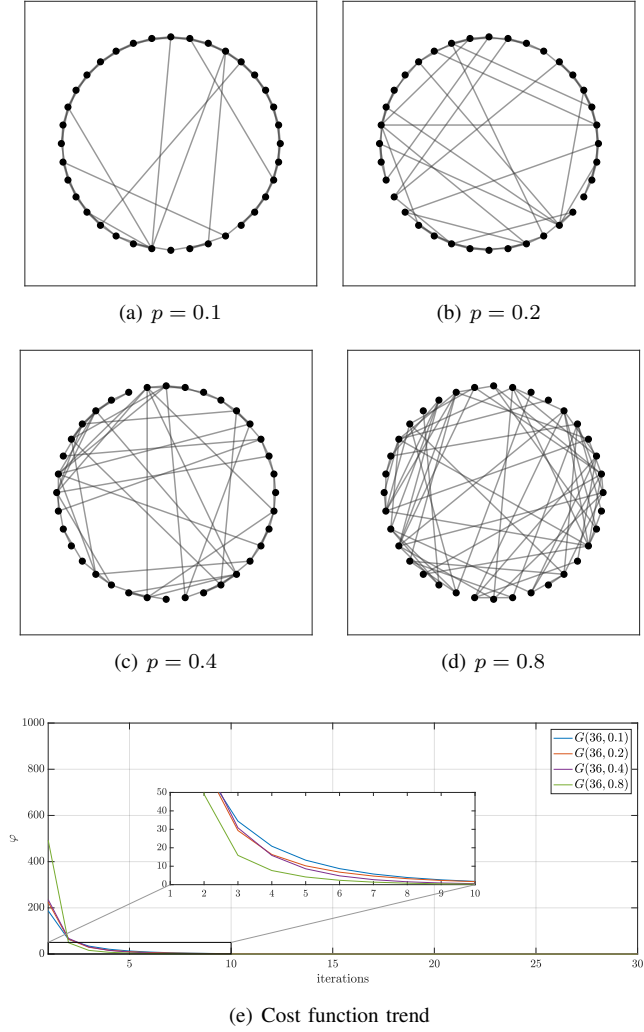 (a) p = 0.1
(b) p = 0.2
(c) p = 0.4
(d) p = 0.8
1000
800
600
400
200
0
φ
5
10
15
20
25
30
iterations
G(36, 0.1)
G(36, 0.2)
G(36, 0.4)
G(36, 0.8)
50
40
30
20
10
0
1
2
3
4
5
6
7
8
9
10
(e) Cost function trend